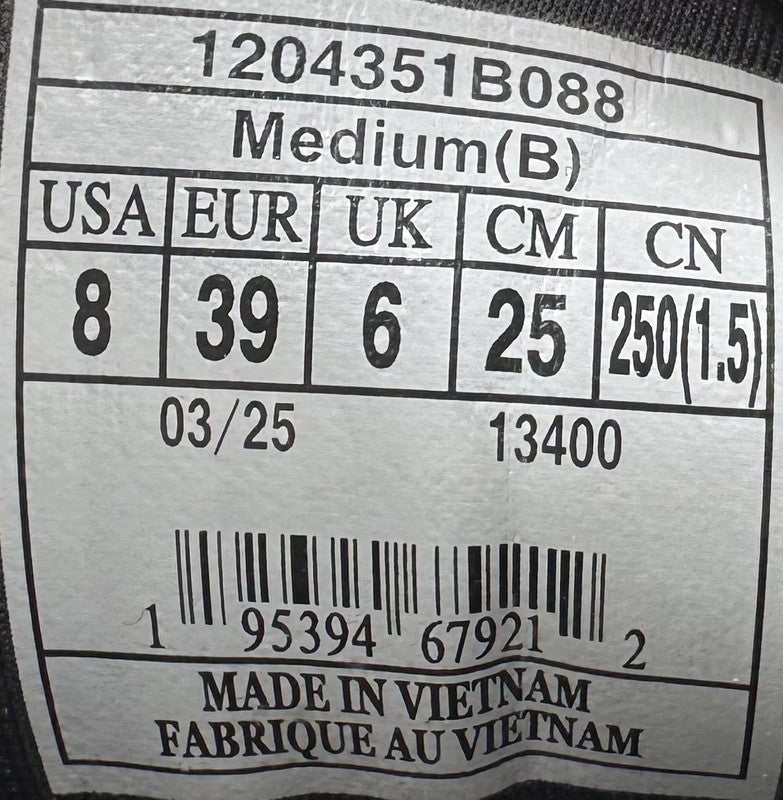 1204351B088
Medium(B)
USA EUR UK CM CN
8 39 6 25 250(1.5)
03/25 13400
1 95394 67921 2
MADE IN VIETNAM
FABRIQUE AU VIETNAM